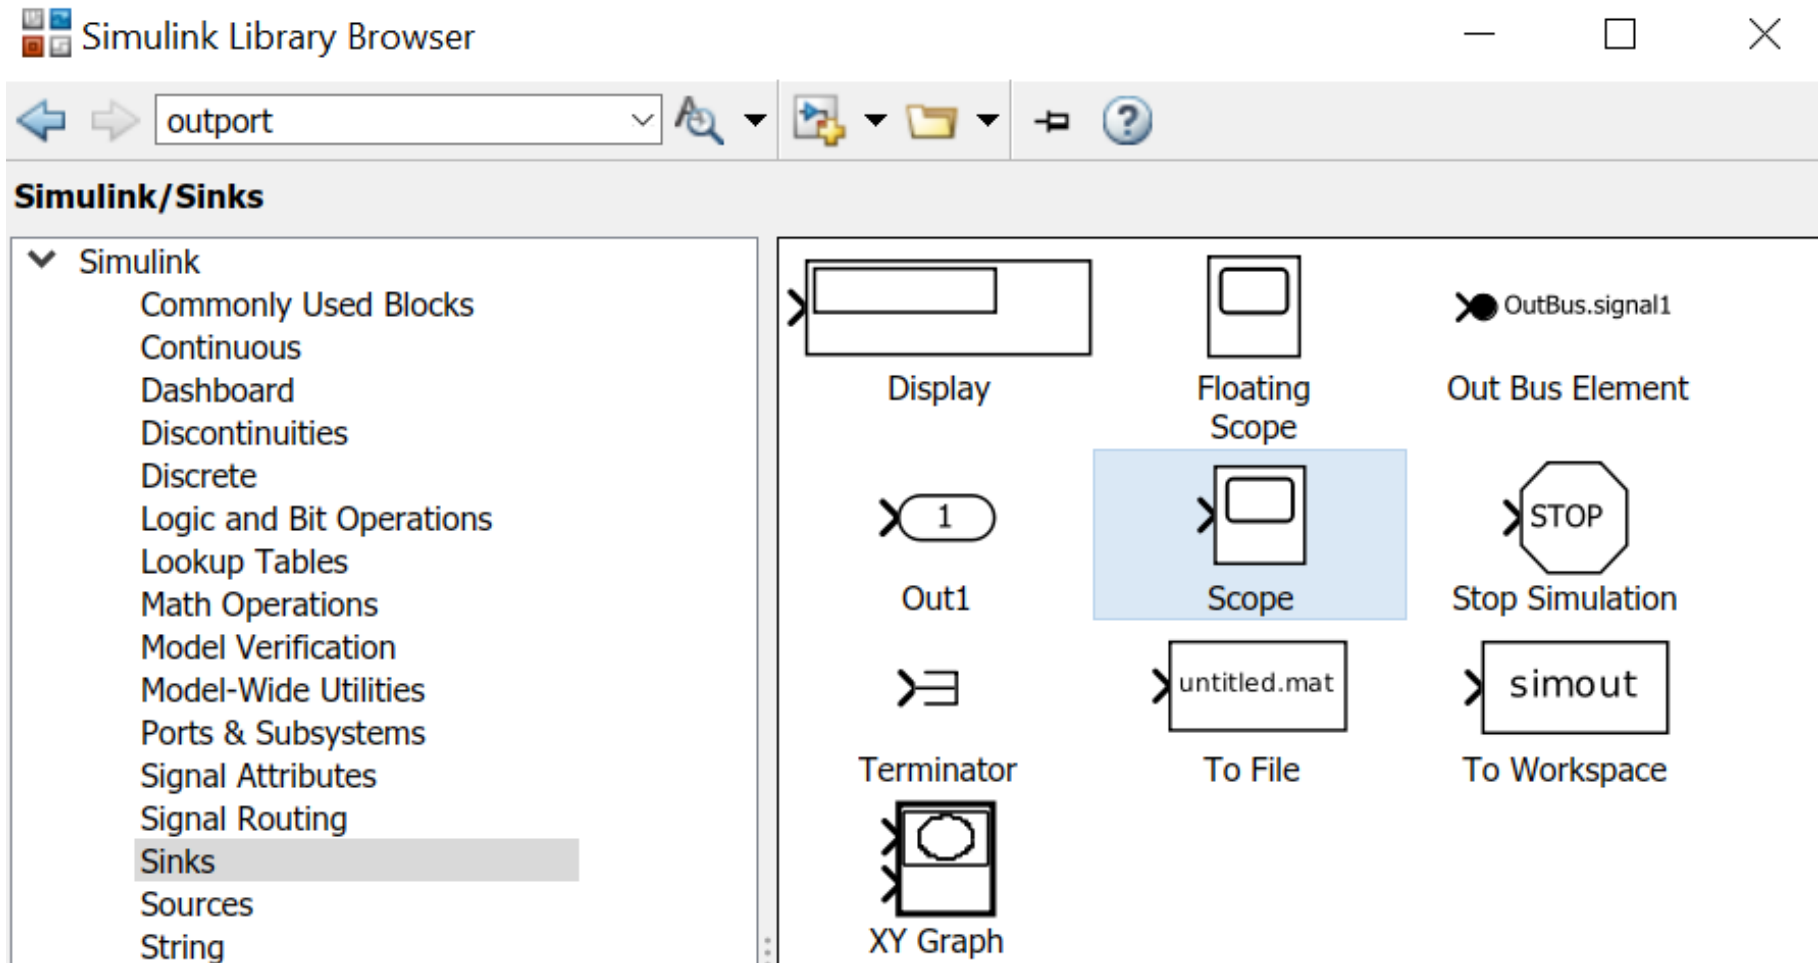 Simulink Library Browser
outport
Simulink/Sinks
Simulink
Commonly Used Blocks
Continuous
Dashboard
Discontinuities
Discrete
Logic and Bit Operations
Lookup Tables
Math Operations
Model Verification
Model-Wide Utilities
Ports & Subsystems
Signal Attributes
Signal Routing
Sinks
Sources
String
Display
Floating
Scope
OutBus.signal1
Out Bus Element
1
Out1
Scope
STOP
Stop Simulation
Terminator
untitled.mat
To File
simout
To Workspace
XY Graph